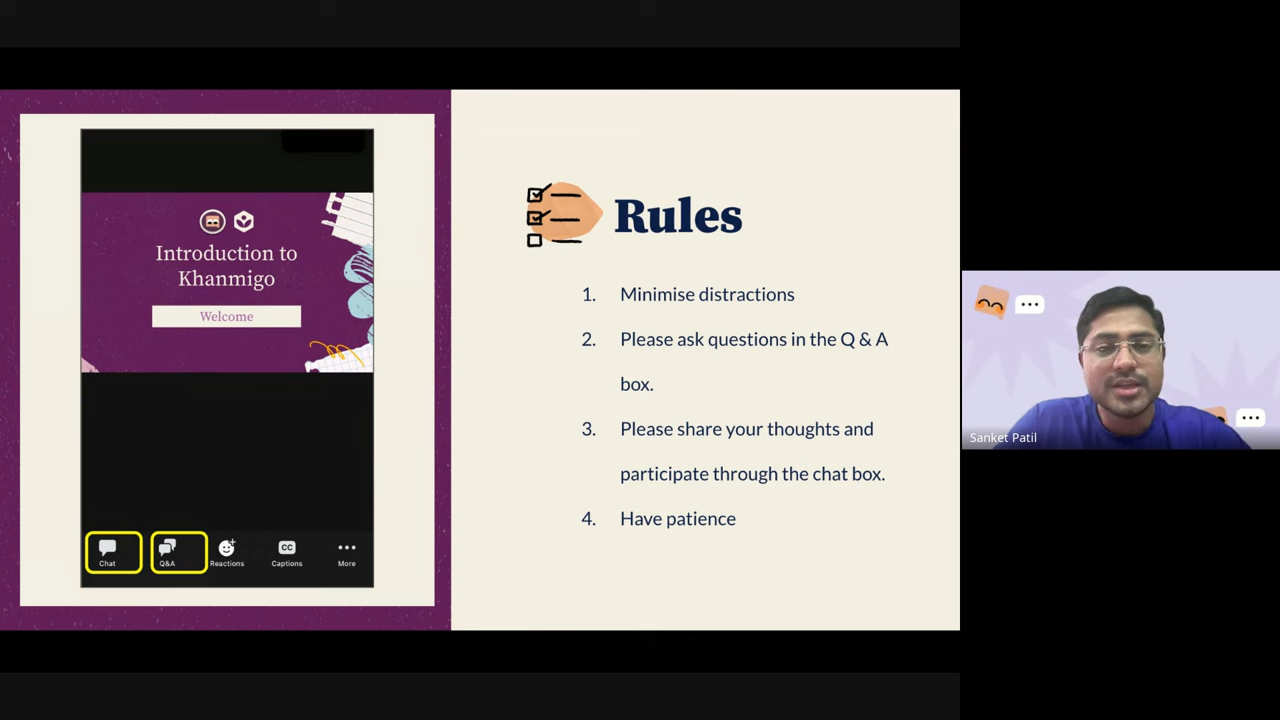 Introduction to
Khanmigo
Welcome
Chat
Q&A
Reactions
CC
Captions
More
Rules
1. Minimise distractions
2. Please ask questions in the Q & A
box.
3. Please share your thoughts and
participate through the chat box.
4. Have patience
Sanket Patil